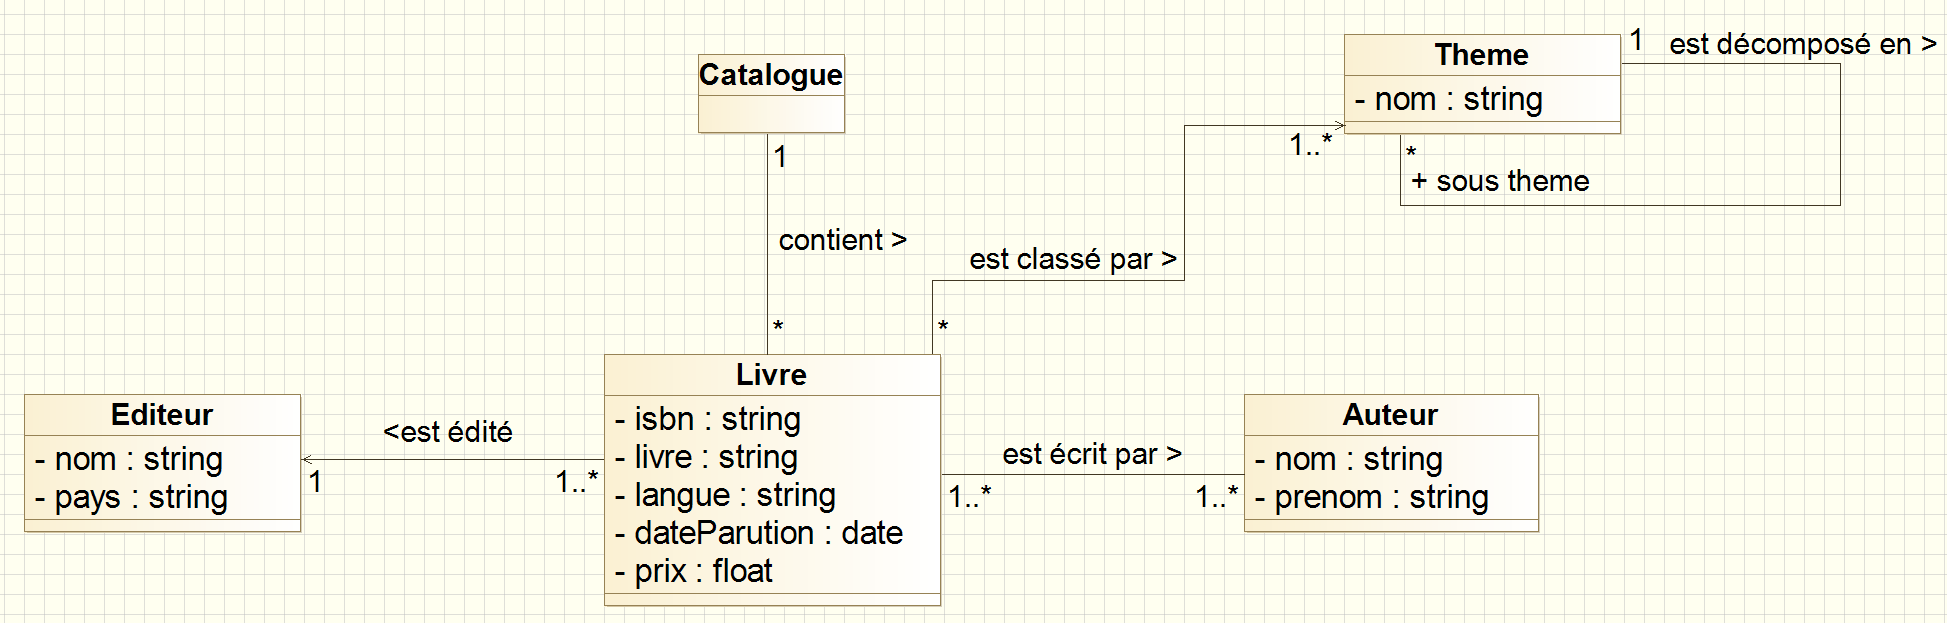 Catalogue
1
contient >
*
Theme
- nom : string
1
est décomposé en >
1..*
*
+ sous theme
est classé par >
*
Livre
- isbn : string
- livre : string
- langue : string
- dateParution : date
- prix : float
Editeur
- nom : string
- pays : string
<est édité
1
1..*
est écrit par >
1..*
1..*
Auteur
- nom : string
- prenom : string